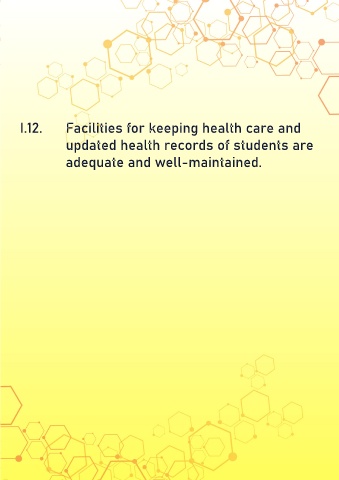 I.12. Facilities for keeping health care and
updated health records of students are
adequate and well-maintained.